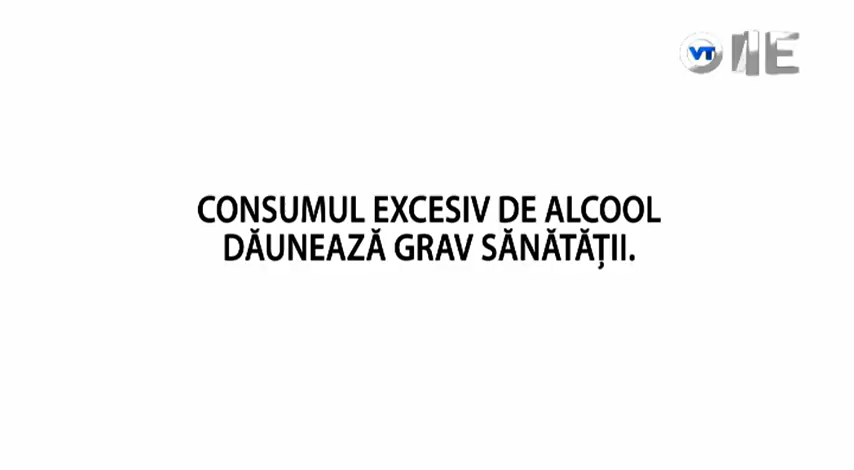 VT
CONSUMUL EXCESIV DE ALCOOL
DĂUNEAZĂ GRAV SĂNĂTĂȚII.